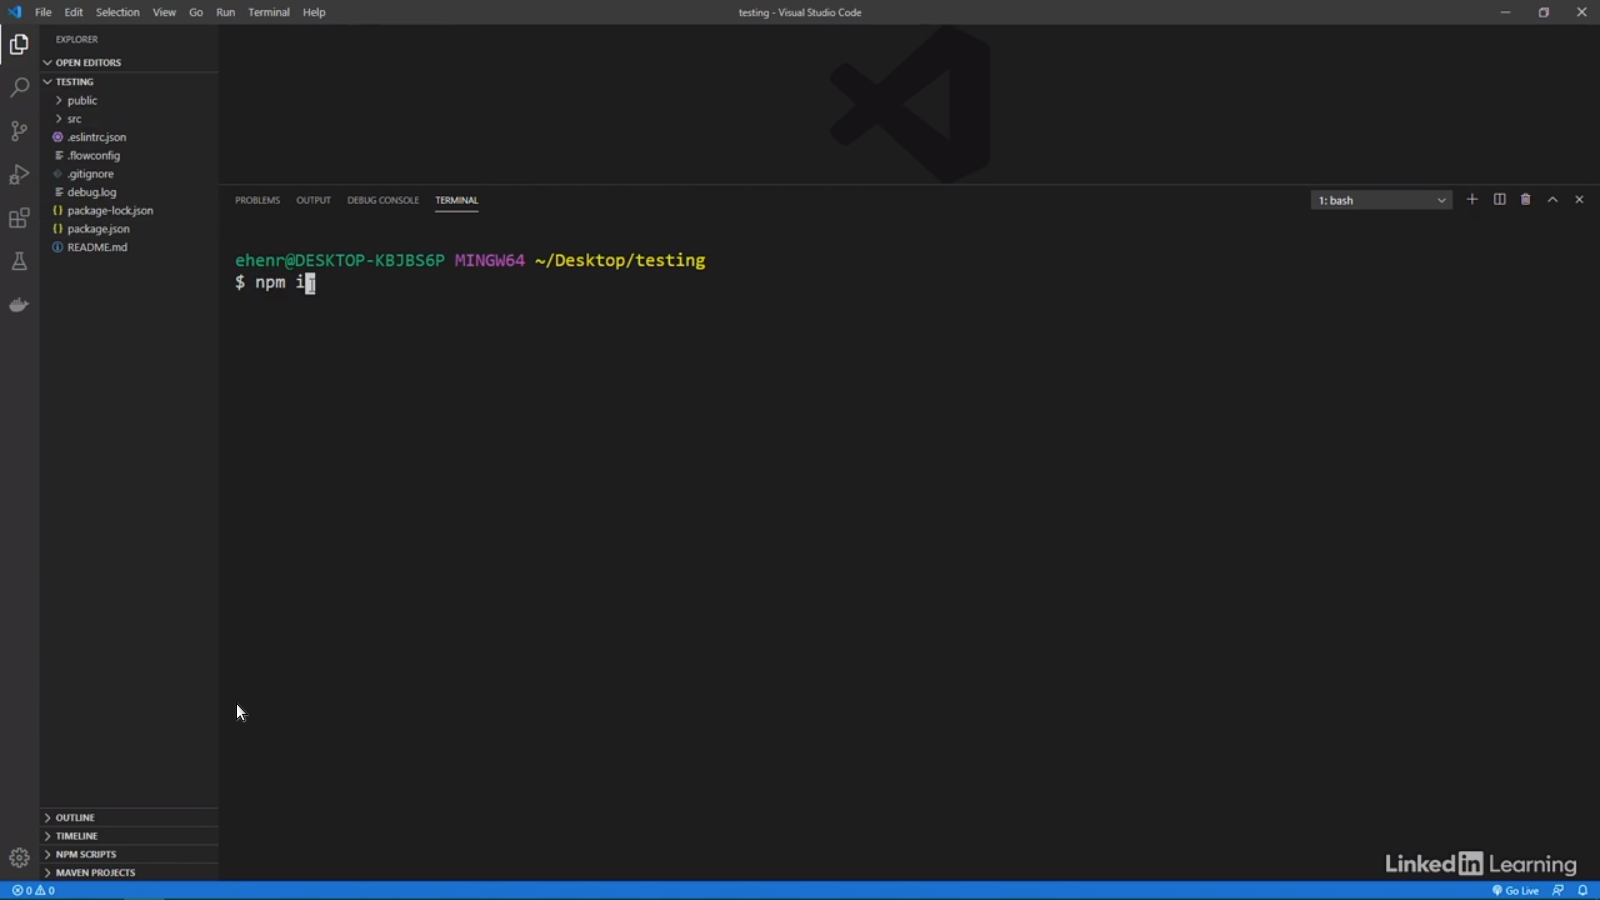 File Edit Selection View Go Run Terminal Help
testing - Visual Studio Code
EXPLORER
OPEN EDITORS
TESTING
public
src
.eslintrc.json
.flowconfig
.gitignore
debug.log
package-lock.json
package.json
README.md
PROBLEMS OUTPUT DEBUG CONSOLE TERMINAL
1: bash
ehenr@DESKTOP-KBJBS6P MINGW64 ~/Desktop/testing
$ npm i
OUTLINE
TIMELINE
NPM SCRIPTS
MAVEN PROJECTS
LinkedIn Learning
0 0
Go Live